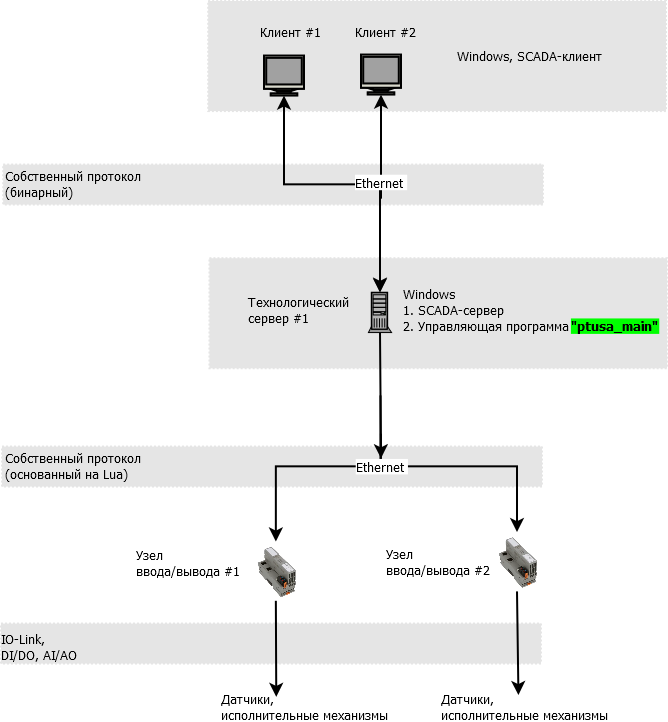 Клиент #1
Клиент #2
Windows, SCADA-клиент
Собственный протокол
(бинарный)
Ethernet
Технологический
сервер #1
Windows
1. SCADA-сервер
2. Управляющая программа "ptusa_main"
Собственный протокол
(основанный на Lua)
Ethernet
Узел
ввода/вывода #1
Узел
ввода/вывода #2
IO-Link,
DI/DO, AI/AO
Датчики,
исполнительные механизмы
Датчики,
исполнительные механизмы